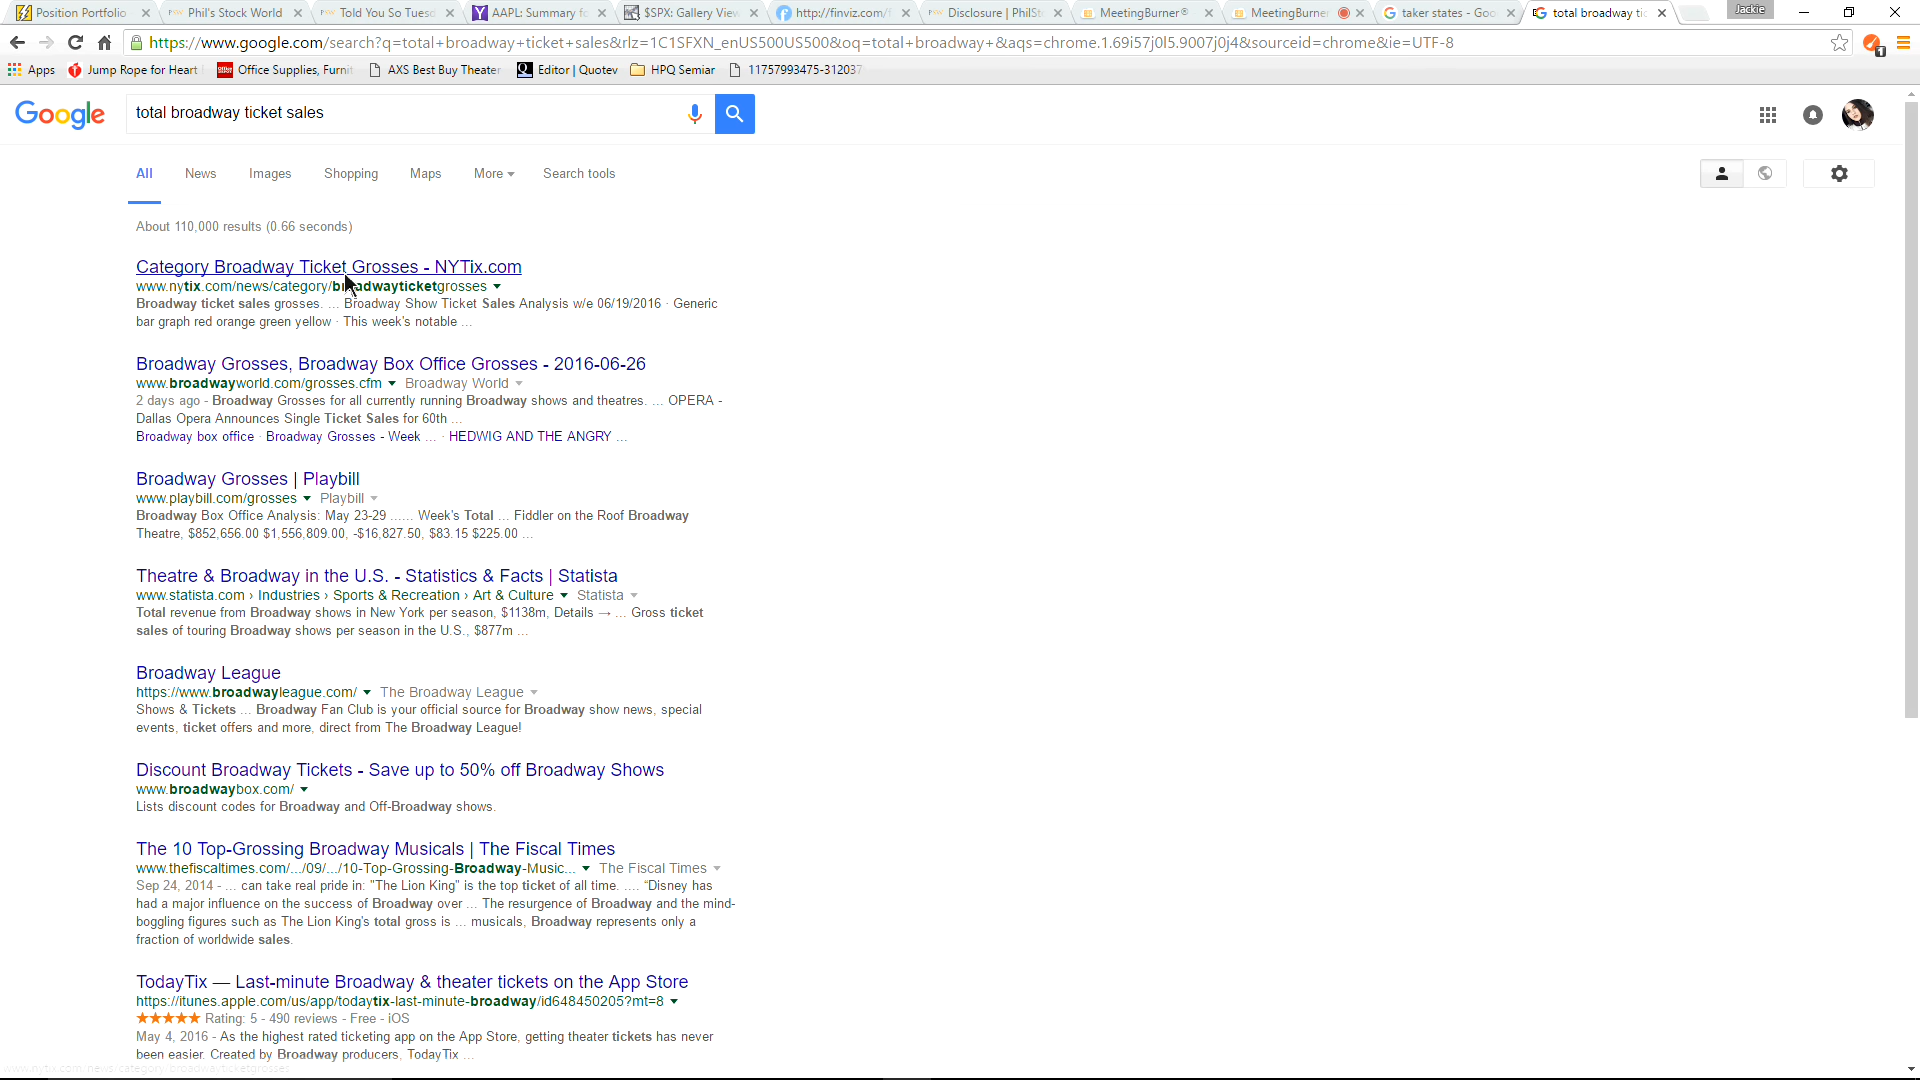 Position Portfolio
Phil's Stock World
Told You So Tuesd
AAPL: Summary fo
$SPX: Gallery View
http://finviz.com/
Disclosure | PhilSt
MeetingBurner®
MeetingBurner
taker states - Goo
total broadway tic
Jackie
https://www.google.com/search?q=total+broadway+ticket+sales&rlz=1C1SFXN_enUS500US500&oq=total+broadway+&aqs=chrome.1.69i57j0l5.9007j0j4&sourceid=chrome&ie=UTF-8
1
Apps
Jump Rope for Heart
Office Supplies, Furnit
AXS Best Buy Theater
Editor | Quotev
HPQ Semiar
11757993475-312037
Google
total broadway ticket sales
All
News
Images
Shopping
Maps
More
Search tools
About 110,000 results (0.66 seconds)
Category Broadway Ticket Grosses - NYTix.com
www.nytix.com/news/category/broadwayticketgrosses
Broadway ticket sales grosses. ... Broadway Show Ticket Sales Analysis w/e 06/19/2016 · Generic
bar graph red orange green yellow · This week's notable ...
Broadway Grosses, Broadway Box Office Grosses - 2016-06-26
www.broadwayworld.com/grosses.cfm Broadway World
2 days ago - Broadway Grosses for all currently running Broadway shows and theatres. ... OPERA -
Dallas Opera Announces Single Ticket Sales for 60th ...
Broadway box office · Broadway Grosses - Week ... · HEDWIG AND THE ANGRY ...
Broadway Grosses | Playbill
www.playbill.com/grosses Playbill
Broadway Box Office Analysis: May 23-29 ...... Week's Total ... Fiddler on the Roof Broadway
Theatre, $852,656.00 $1,556,809.00, -$16,827.50, $83.15 $225.00 ...
Theatre & Broadway in the U.S. - Statistics & Facts | Statista
www.statista.com › Industries › Sports & Recreation › Art & Culture Statista
Total revenue from Broadway shows in New York per season, $1138m, Details → ... Gross ticket
sales of touring Broadway shows per season in the U.S., $877m ...
Broadway League
https://www.broadwayleague.com/ The Broadway League
Shows & Tickets ... Broadway Fan Club is your official source for Broadway show news, special
events, ticket offers and more, direct from The Broadway League!
Discount Broadway Tickets - Save up to 50% off Broadway Shows
www.broadwaybox.com/
Lists discount codes for Broadway and Off-Broadway shows.
The 10 Top-Grossing Broadway Musicals | The Fiscal Times
www.thefiscaltimes.com/.../09/.../10-Top-Grossing-Broadway-Music... The Fiscal Times
Sep 24, 2014 - ... can take real pride in: "The Lion King" is the top ticket of all time. .... "Disney has
had a major influence on the success of Broadway over ... The resurgence of Broadway and the mind-
boggling figures such as The Lion King's total gross is ... musicals, Broadway represents only a
fraction of worldwide sales.
TodayTix — Last-minute Broadway & theater tickets on the App Store
https://itunes.apple.com/us/app/todaytix-last-minute-broadway/id648450205?mt=8
Rating: 5 - 490 reviews - Free - iOS
May 4, 2016 - As the highest rated ticketing app on the App Store, getting theater tickets has never
been easier. Created by Broadway producers, TodayTix ...
www.nytix.com/news/category/broadwayticketgrosses